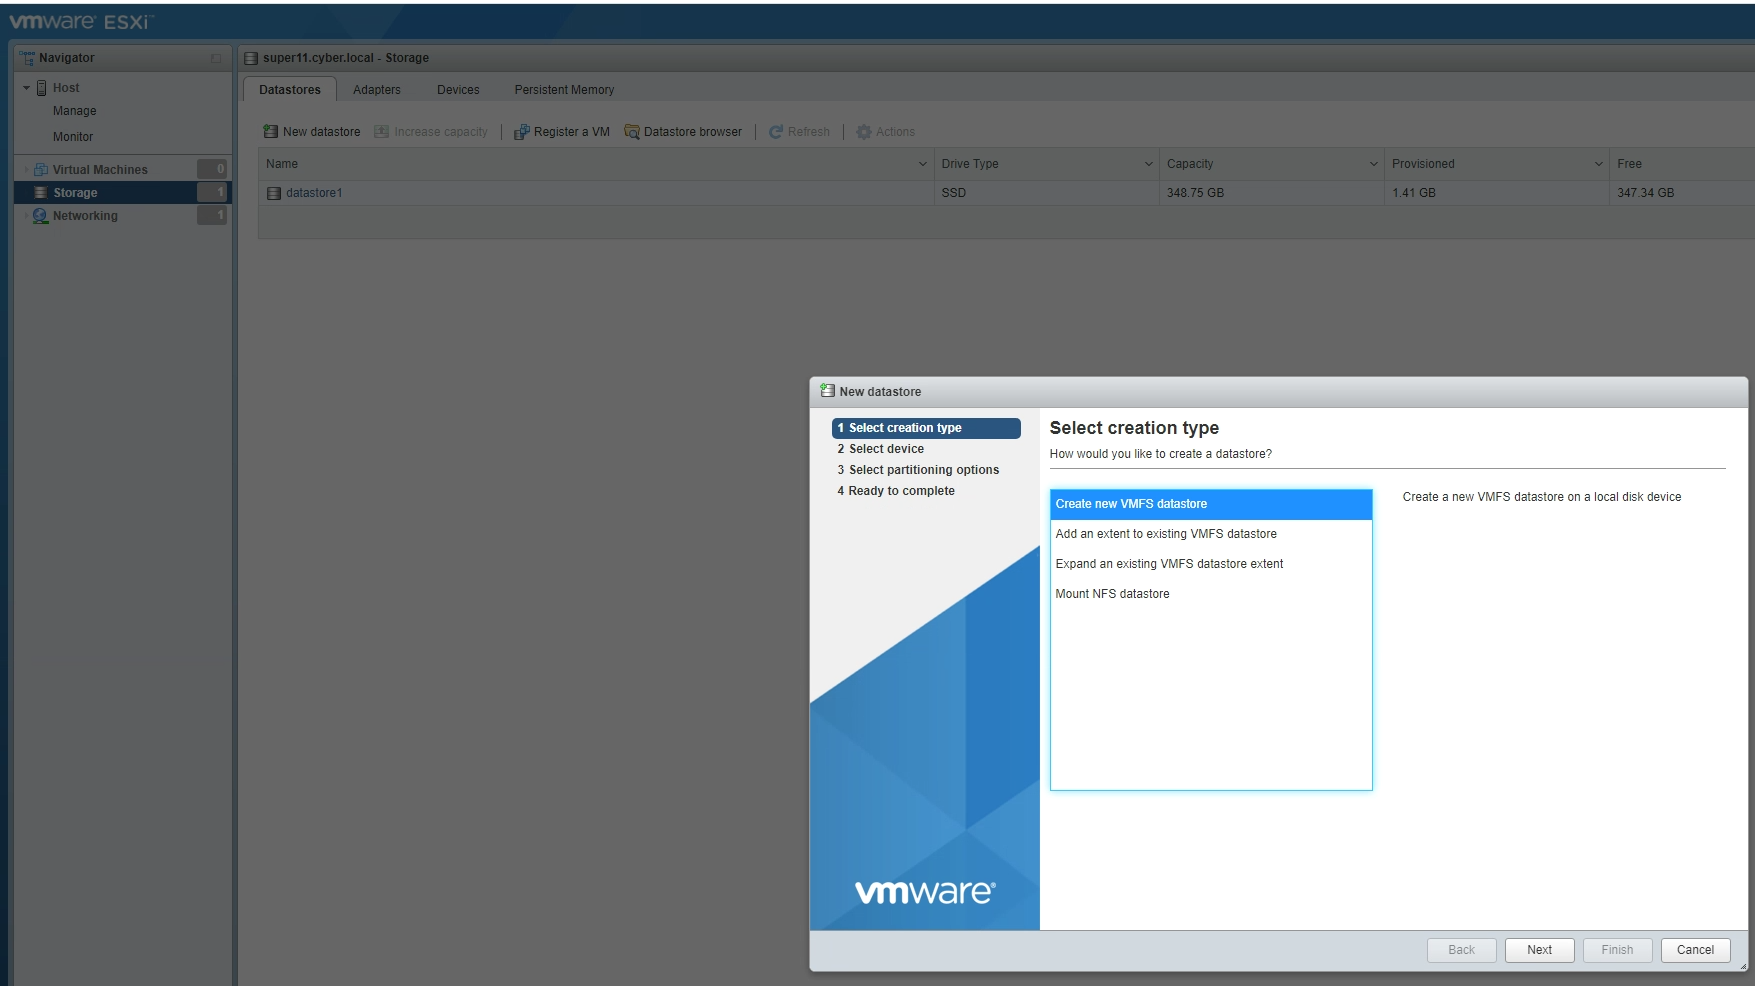 vmware® ESXi™
Navigator
Host
Manage
Monitor
Virtual Machines 0
Storage 1
Networking 1
super11.cyber.local - Storage
Datastores Adapters Devices Persistent Memory
New datastore Increase capacity Register a VM Datastore browser Refresh Actions
Name Drive Type Capacity Provisioned Free
datastore1 SSD 348.75 GB 1.41 GB 347.34 GB
New datastore
1 Select creation type
2 Select device
3 Select partitioning options
4 Ready to complete
vmware®
Select creation type
How would you like to create a datastore?
Create new VMFS datastore
Add an extent to existing VMFS datastore
Expand an existing VMFS datastore extent
Mount NFS datastore
Create a new VMFS datastore on a local disk device
Back Next Finish Cancel